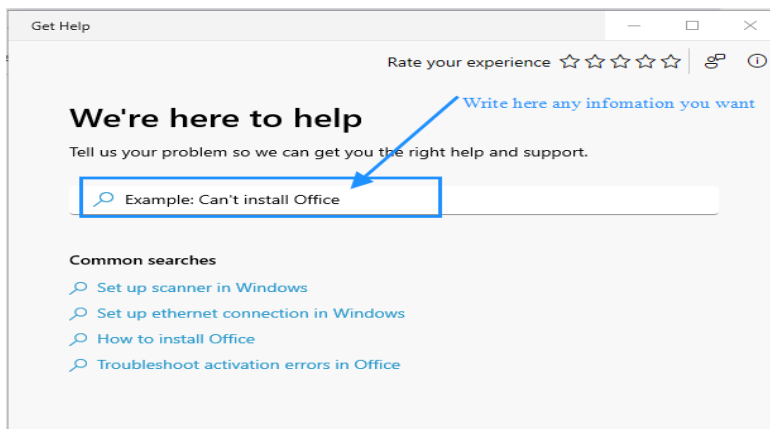 Get Help
Rate your experience
Write here any infomation you want
We're here to help
Tell us your problem so we can get you the right help and support.
Example: Can't install Office
Common searches
Set up scanner in Windows
Set up ethernet connection in Windows
How to install Office
Troubleshoot activation errors in Office